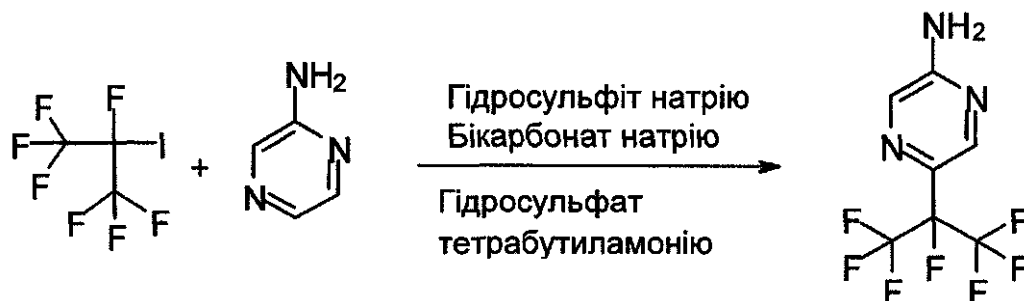 F F
F I
F
F F F
+
NH2
N
N
Гідросульфіт натрію
Бікарбонат натрію
Гідросульфат
тетрабутиламонію
NH2
N
N
F F
F F F
F F